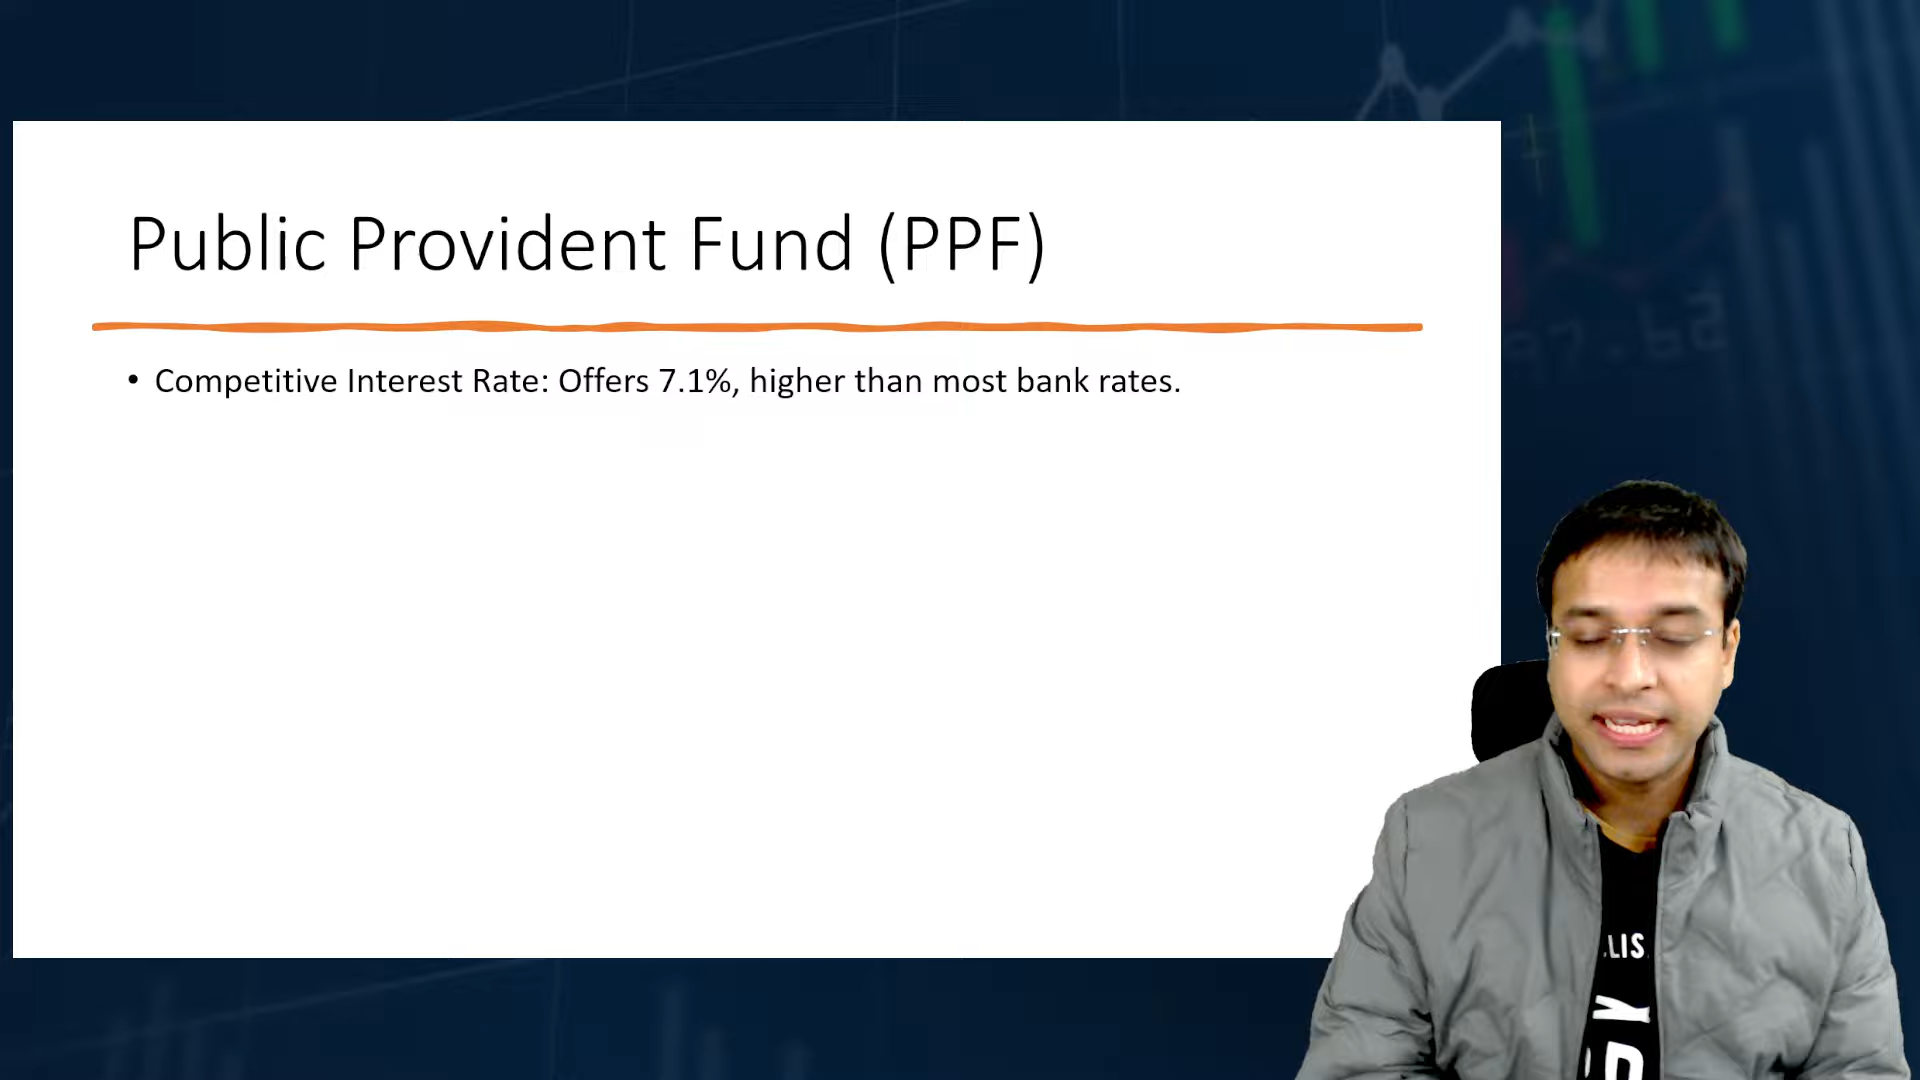 Public Provident Fund (PPF)
• Competitive Interest Rate: Offers 7.1%, higher than most bank rates.